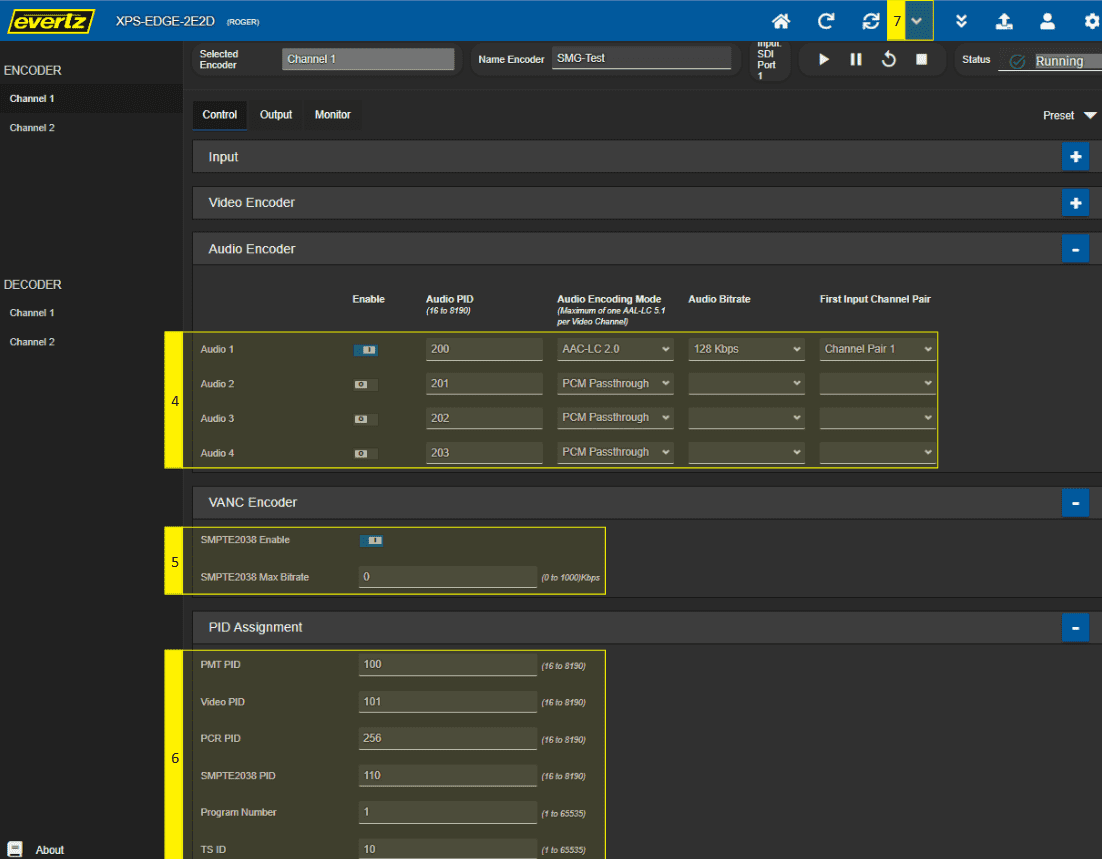 evertz XPS-EDGE-2E2D (ROGER) 7
ENCODER
Channel 1
Channel 2
DECODER
Channel 1
Channel 2
About
Selected
Encoder
Channel 1
Name Encoder SMG-Test
Input:
SDI
Port
1
Status Running
Control Output Monitor Preset
Input +
Video Encoder +
Audio Encoder -
Enable Audio PID Audio Encoding Mode Audio Bitrate First Input Channel Pair
(16 to 8190) (Maximum of one AAL-LC 5.1
per Video Channel)
4
Audio 1 200 AAC-LC 2.0 128 Kbps Channel Pair 1
Audio 2 201 PCM Passthrough
Audio 3 202 PCM Passthrough
Audio 4 203 PCM Passthrough
VANC Encoder -
5
SMPTE2038 Enable
SMPTE2038 Max Bitrate 0 (0 to 1000)Kbps
PID Assignment -
6
PMT PID 100 (16 to 8190)
Video PID 101 (16 to 8190)
PCR PID 256 (16 to 8190)
SMPTE2038 PID 110 (16 to 8190)
Program Number 1 (1 to 65535)
TS ID 10 (1 to 65535)